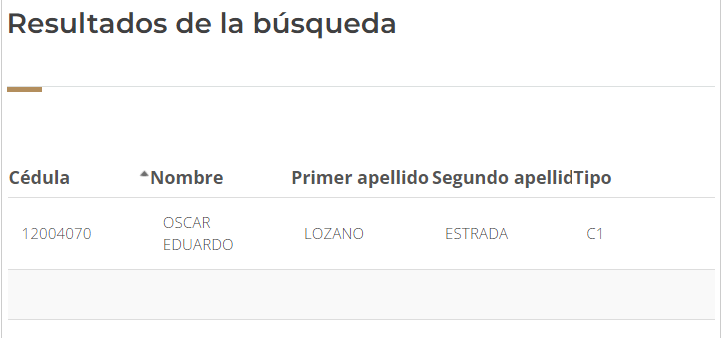 Resultados de la búsqueda
Cédula Nombre Primer apellido Segundo apellid Tipo
12004070 OSCAR EDUARDO LOZANO ESTRADA C1